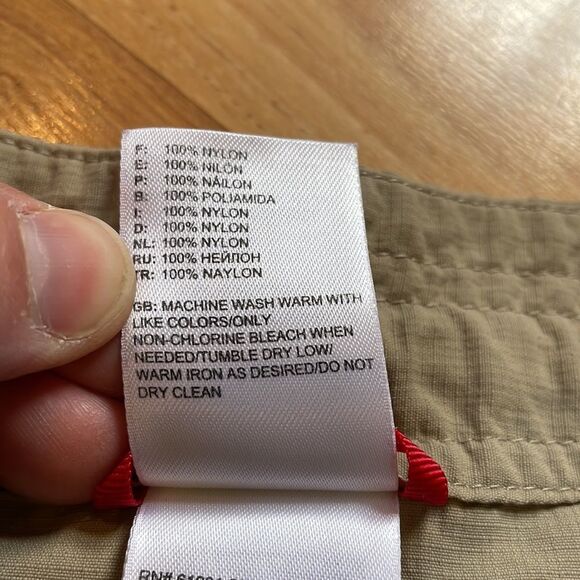 F: 100% NYLON
E: 100% NILÓN
P: 100% NÁILON
B: 100% POLIAMIDA
I: 100% NYLON
D: 100% NYLON
NL: 100% NYLON
RU: 100% НЕЙЛОН
TR: 100% NAYLON
GB: MACHINE WASH WARM WITH
LIKE COLORS/ONLY
NON-CHLORINE BLEACH WHEN
NEEDED/TUMBLE DRY LOW/
WARM IRON AS DESIRED/DO NOT
DRY CLEAN
RN#